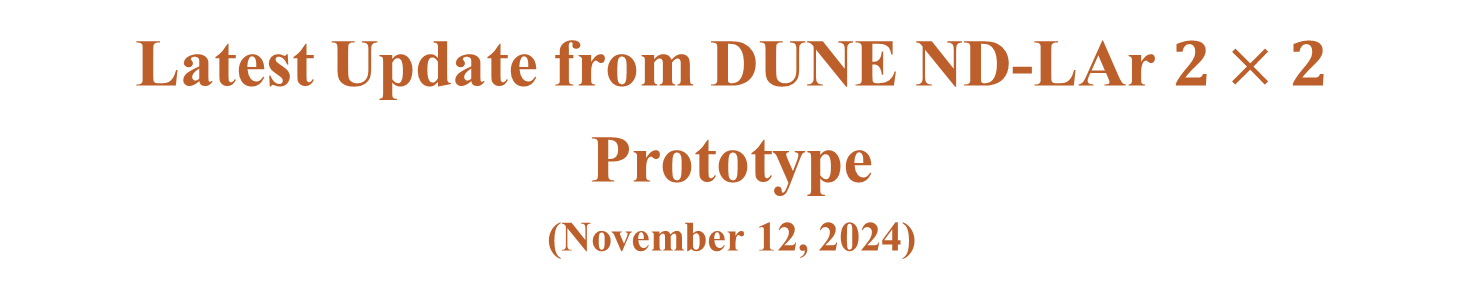 Latest Update from DUNE ND-LAr 2 × 2
Prototype
(November 12, 2024)